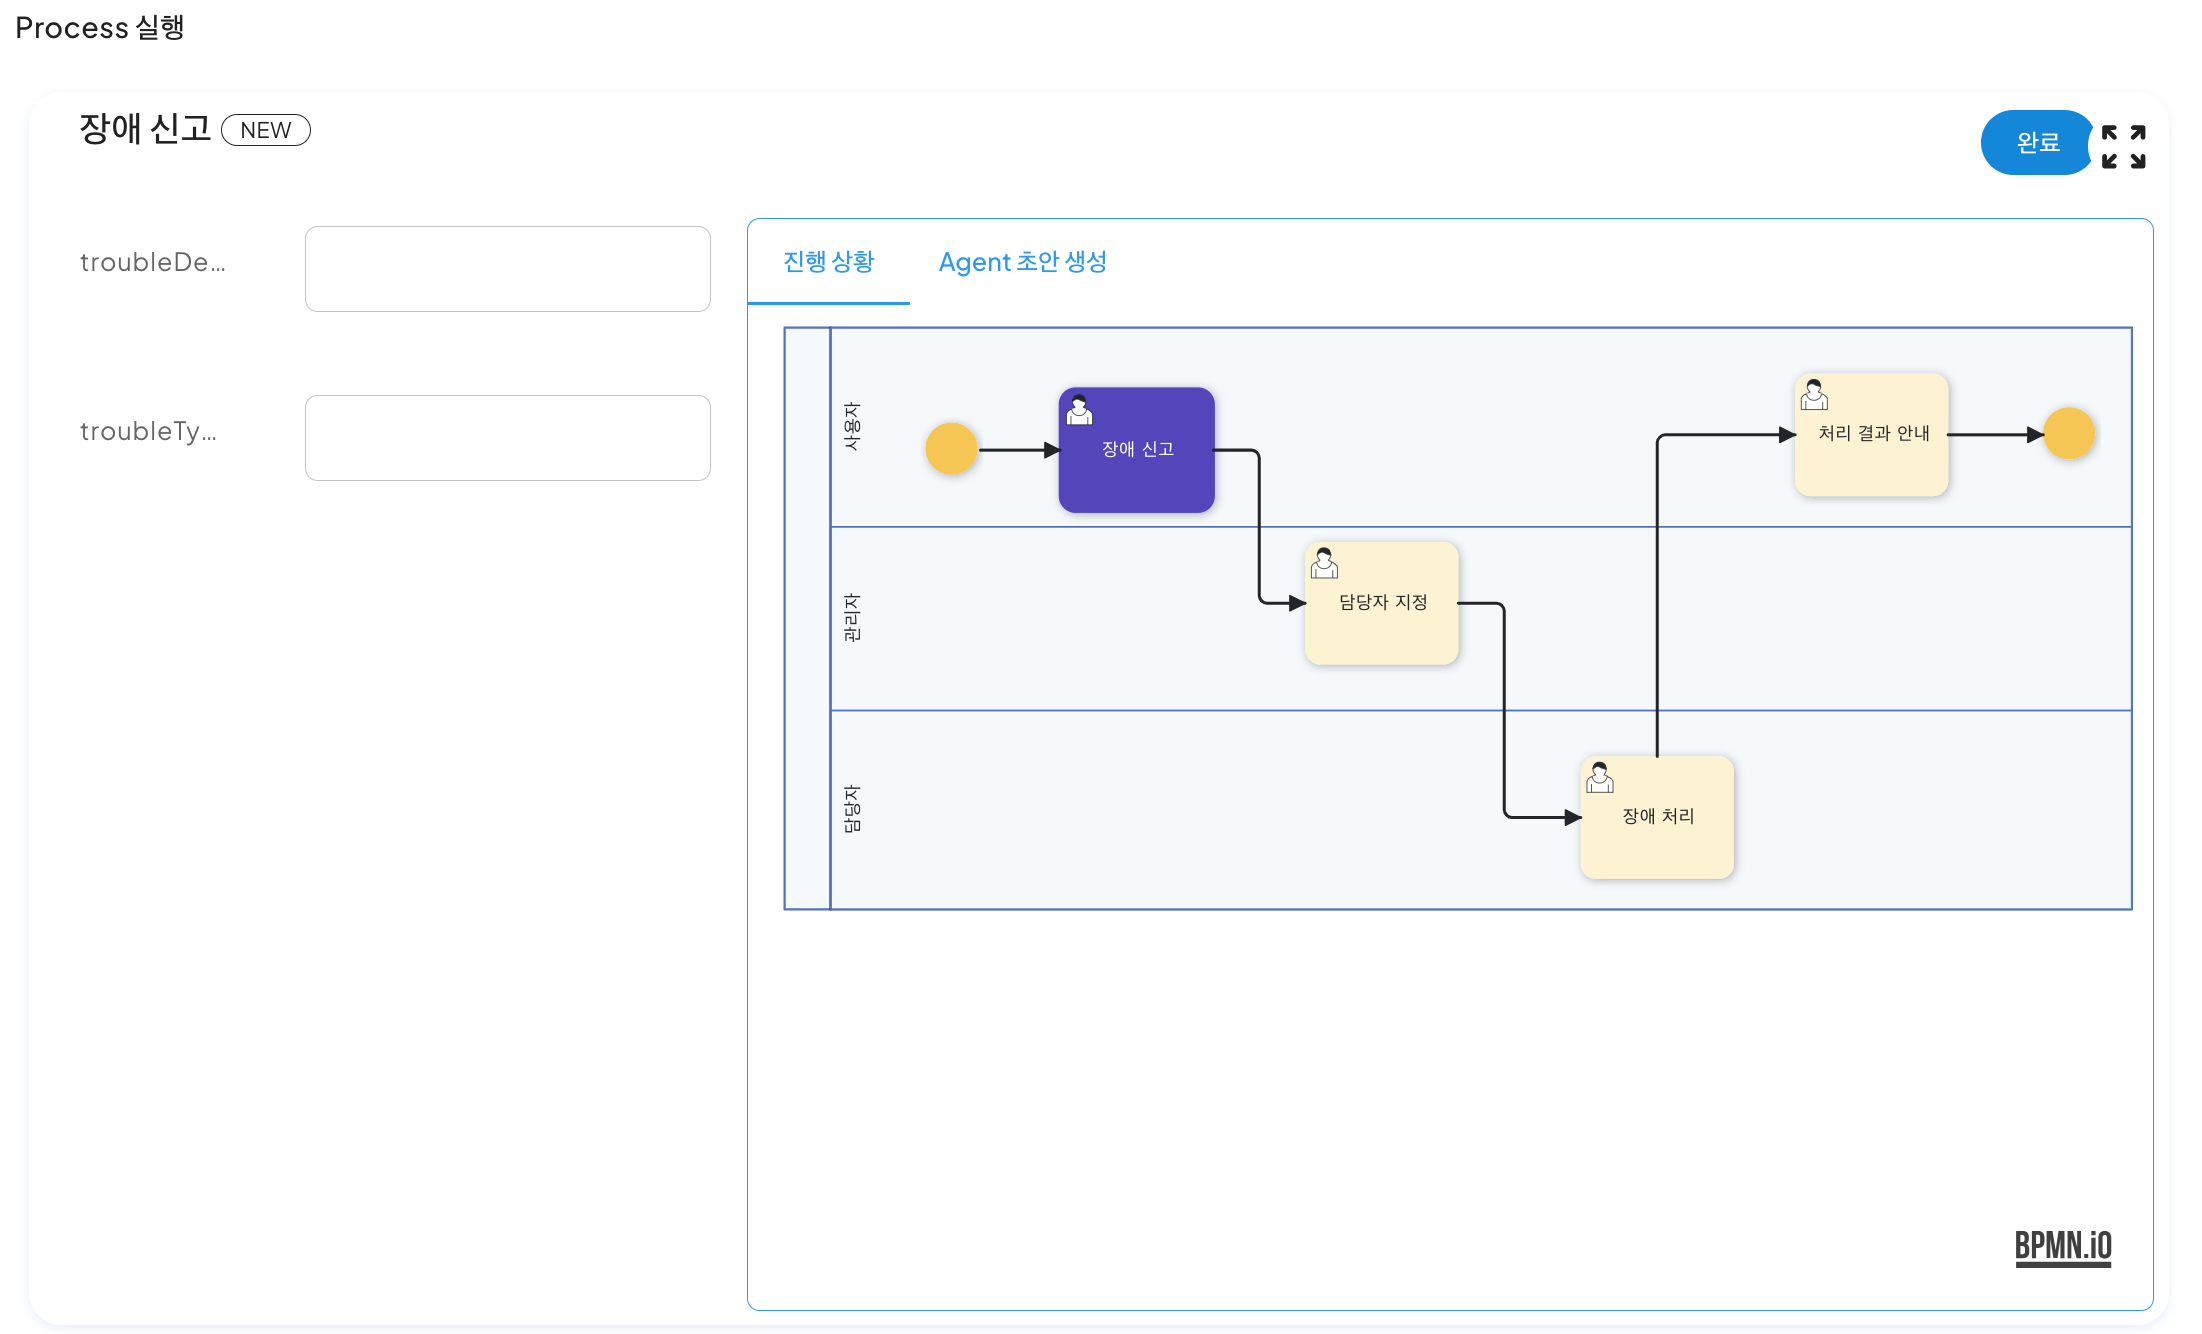 Process 실행
장애 신고 NEW
완료
troubleDe...
troubleTy...
진행 상황
Agent 초안 생성
사용자
장애 신고
처리 결과 안내
관리자
담당자 지정
담당자
장애 처리
BPMN.iO